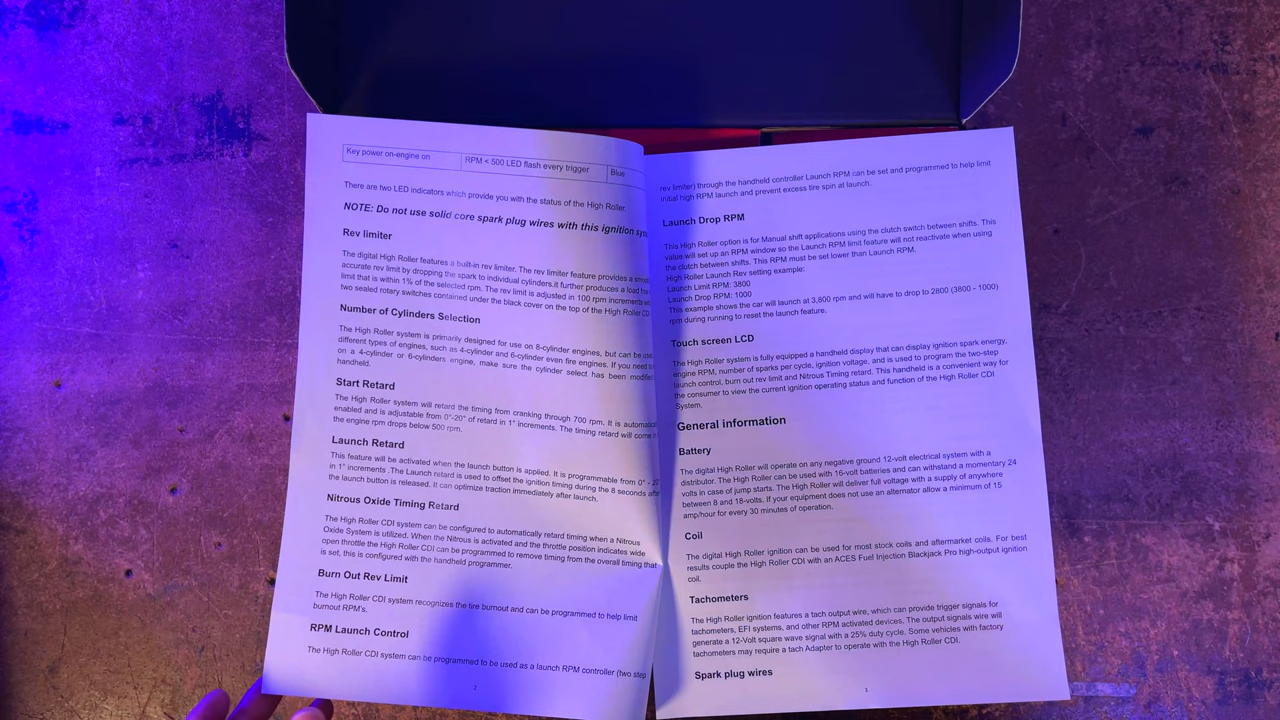 Key power on-engine on RPM < 500 LED flash every trigger Blue
There are two LED indicators which provide you with the status of the High Roller.
NOTE: Do not use solid core spark plug wires with this ignition
Rev limiter
The digital High Roller features a built-in rev limiter. The rev limiter feature provides a
accurate rev limit by dropping the spark to individual cylinders.it further produces a load
limit that is within 1% of the selected rpm. The rev limit is adjusted in 100 rpm increments
two sealed rotary switches contained under the black cover on the top of the High Roller CD
Number of Cylinders Selection
The High Roller system is primarily designed for use on 8-cylinder engines, but can be
different types of engines, such as 4-cylinder and 6-cylinder even fire engines. If you need
on a 4-cylinder or 6-cylinders engine, make sure the cylinder select has been
handheld.
Start Retard
The High Roller system will retard the timing from cranking through 700 rpm. It is
enabled and is adjustable from 0°-20° of retard in 1° increments. The timing retard will come
the engine rpm drops below 500 rpm.
Launch Retard
This feature will be activated when the launch button is applied. It is programmable from 0° -
in 1° increments .The Launch retard is used to offset the ignition timing during the 8 seconds
the launch button is released. It can optimize traction immediately after launch.
Nitrous Oxide Timing Retard
The High Roller CDI system can be configured to automatically retard timing when a Nitrous
Oxide System is utilized. When the Nitrous is activated and the throttle position indicates wide
open throttle the High Roller CDI can be programmed to remove timing from the overall timing that
is set, this is configured with the handheld programmer.
Burn Out Rev Limit
The High Roller CDI system recognizes the tire burnout and can be programmed to help limit
burnout RPM's.
RPM Launch Control
The High Roller CDI system can be programmed to be used as a launch RPM controller (two step
2
rev limiter) through the handheld controller Launch RPM can be set and programmed to help limit
initial high RPM launch and prevent excess tire spin at launch.
Launch Drop RPM
This High Roller option is for Manual shift applications using the clutch switch between shifts. This
value will set up an RPM window so the Launch RPM limit feature will not reactivate when using
the clutch between shifts. This RPM must be set lower than Launch RPM.
High Roller Launch Rev setting example:
Launch Limit RPM: 3800
Launch Drop RPM: 1000
This example shows the car will launch at 3,800 rpm and will have to drop to 2800 (3800 - 1000)
rpm during running to reset the launch feature.
Touch screen LCD
The High Roller system is fully equipped a handheld display that can display ignition spark energy,
engine RPM, number of sparks per cycle, ignition voltage, and is used to program the two-step
launch control, burn out rev limit and Nitrous Timing retard. This handheld is a convenient way for
the consumer to view the current ignition operating status and function of the High Roller CDI
System.
General information
Battery
The digital High Roller will operate on any negative ground 12-volt electrical system with a
distributor. The High Roller can be used with 16-volt batteries and can withstand a momentary 24
volts in case of jump starts. The High Roller will deliver full voltage with a supply of anywhere
between 8 and 18-volts. If your equipment does not use an alternator allow a minimum of 15
amp/hour for every 30 minutes of operation.
Coil
The digital High Roller ignition can be used for most stock coils and aftermarket coils. For best
results couple the High Roller CDI with an ACES Fuel Injection Blackjack Pro high-output ignition
coil.
Tachometers
The High Roller ignition features a tach output wire, which can provide trigger signals for
tachometers, EFI systems, and other RPM activated devices. The output signals wire will
generate a 12-Volt square wave signal with a 25% duty cycle. Some vehicles with factory
tachometers may require a tach Adapter to operate with the High Roller CDI.
Spark plug wires
3